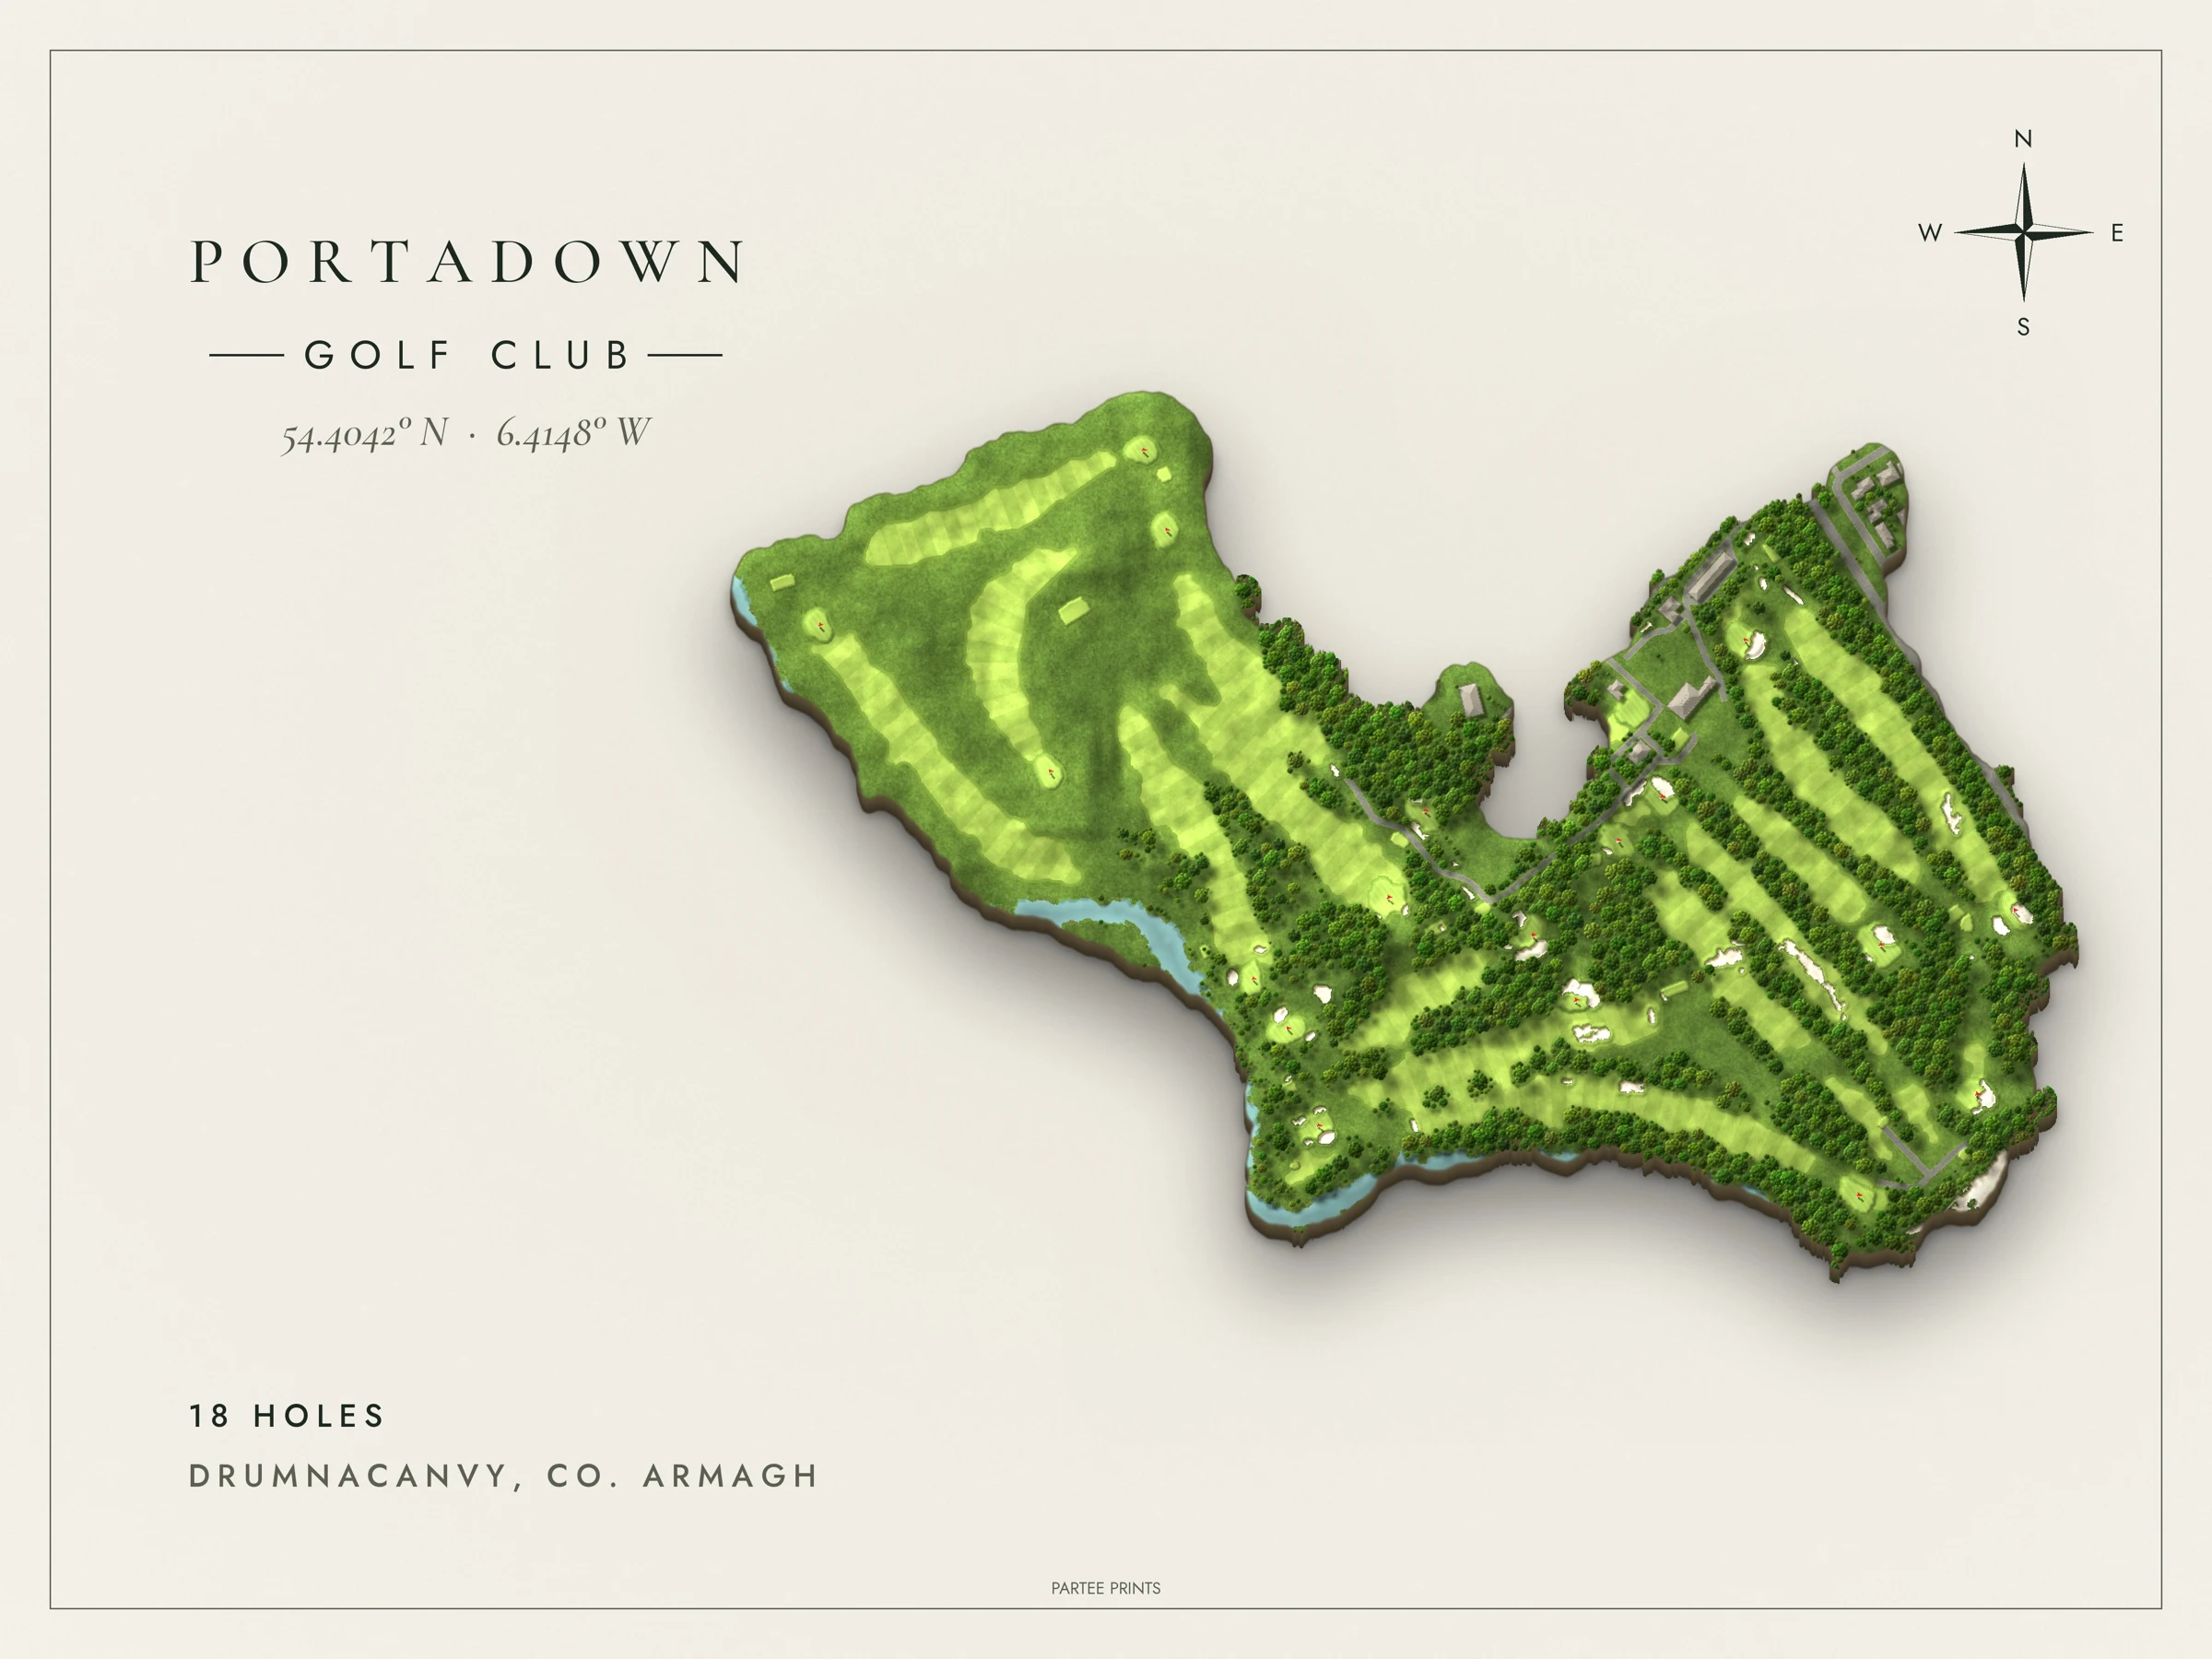 PORTADOWN
GOLF CLUB
54.4042° N · 6.4148° W
N
W E
S
18 HOLES
DRUMNACANVY, CO. ARMAGH
PARTEE PRINTS